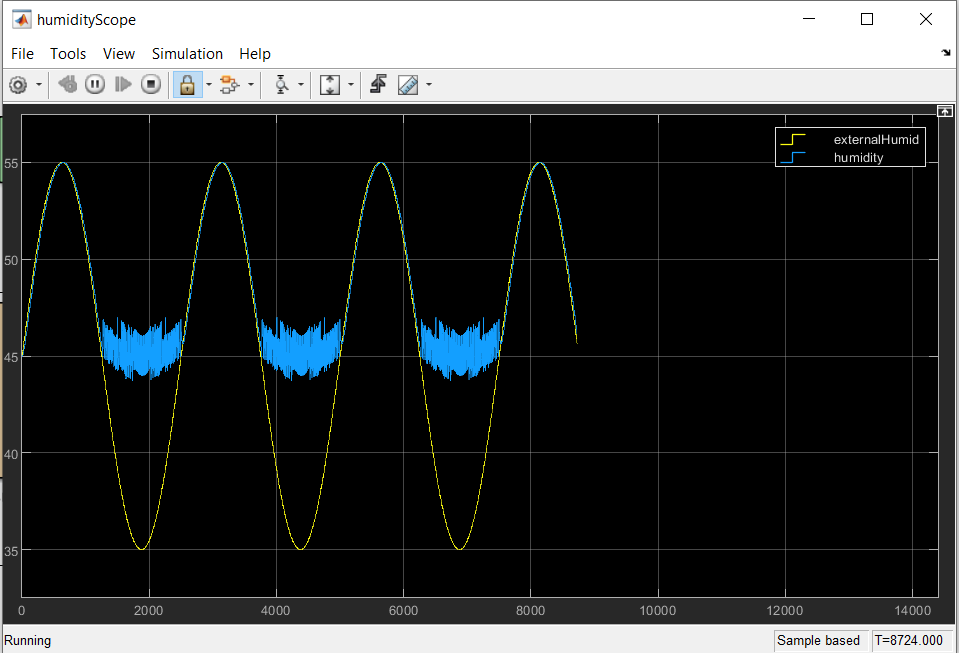 humidityScope
File Tools View Simulation Help
externalHumid
humidity
55
50
45
40
35
0 2000 4000 6000 8000 10000 12000 14000
Running
Sample based T=8724.000